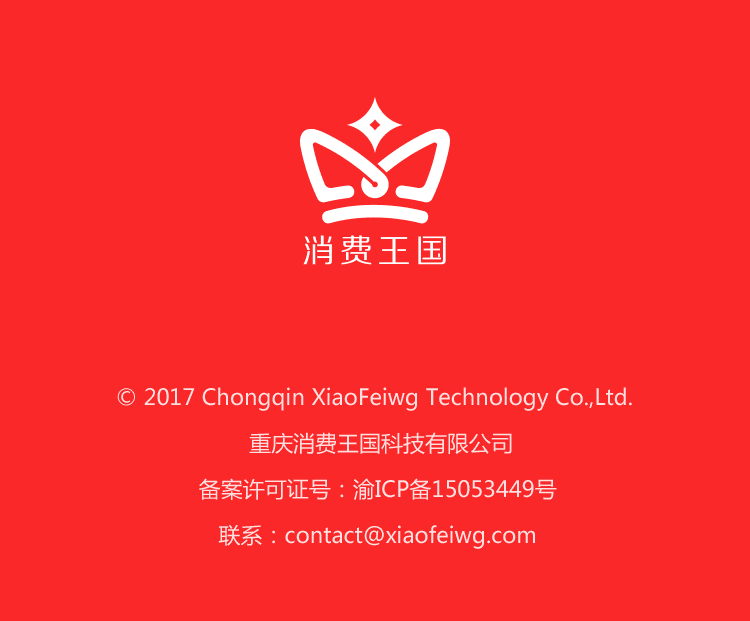 消费王国
© 2017 Chongqin XiaoFeiwg Technology Co.,Ltd.
重庆消费王国科技有限公司
备案许可证号：渝ICP备15053449号
联系：contact@xiaofeiwg.com